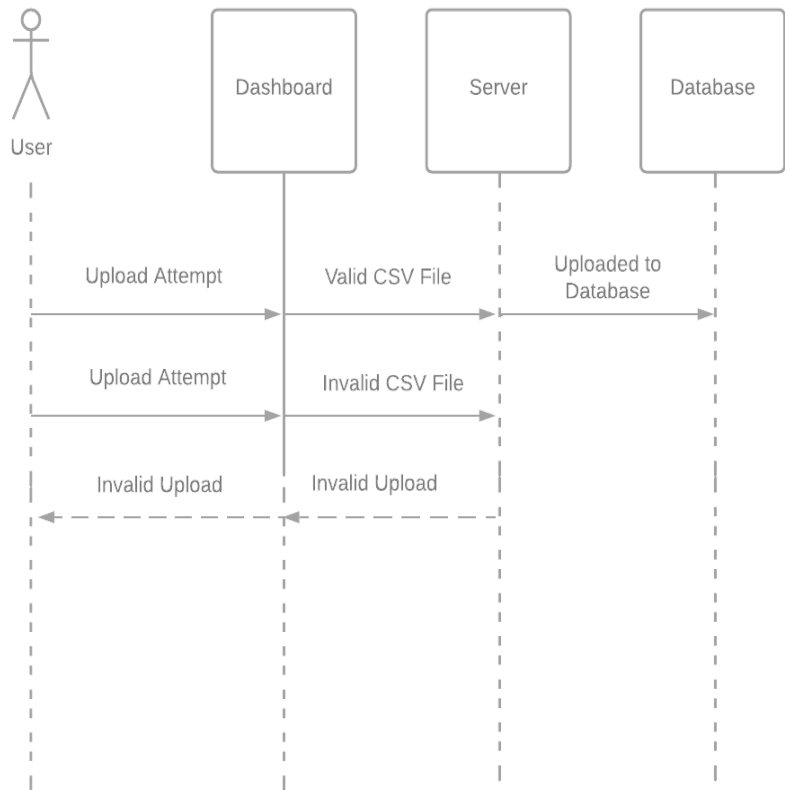 Dashboard
Server
Database
User
Upload Attempt
Valid CSV File
Uploaded to
Database
Upload Attempt
Invalid CSV File
Invalid Upload
Invalid Upload